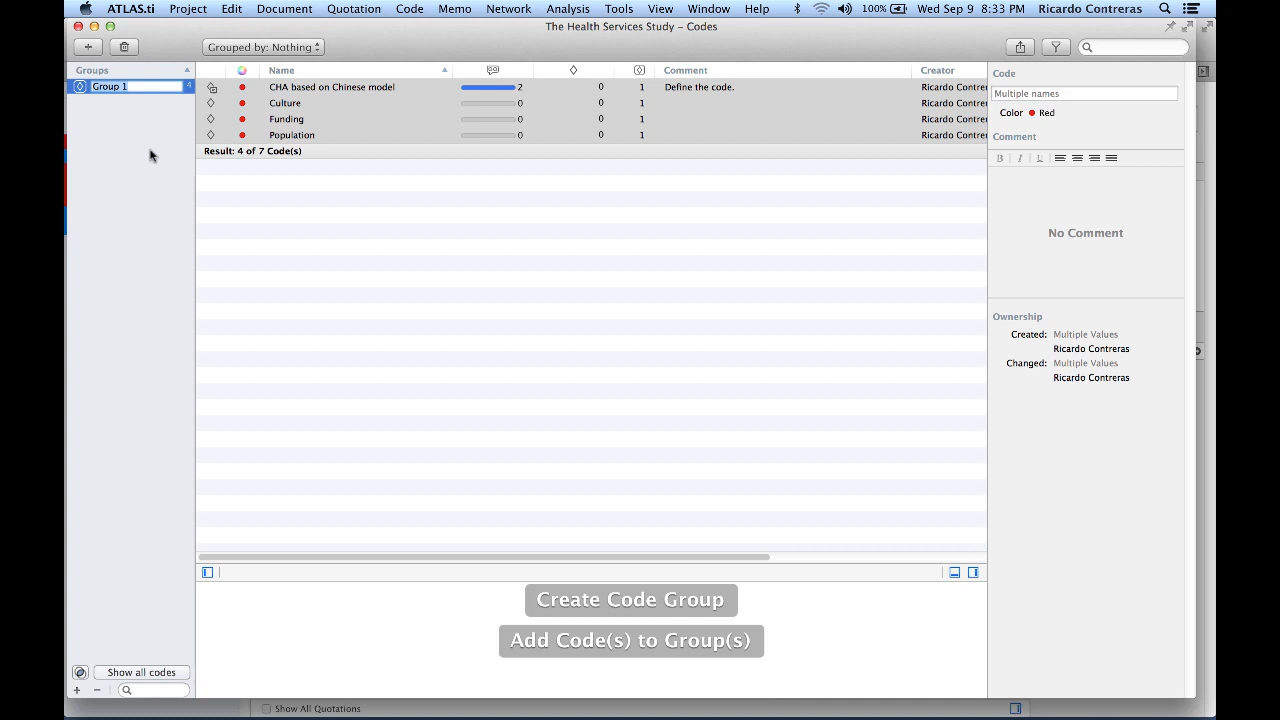 ATLAS.ti Project Edit Document Quotation Code Memo Network Analysis Tools View Window Help 100% Wed Sep 9 8:33 PM Ricardo Contreras
The Health Services Study – Codes
Grouped by: Nothing
Groups Name Comment Creator Code
Group 1 4 CHA based on Chinese model 2 0 1 Define the code. Ricardo Contrer Multiple names
Culture 0 0 1 Ricardo Contrer
Funding 0 0 1 Ricardo Contrer Color Red
Population 0 0 1 Ricardo Contrer Comment
Result: 4 of 7 Code(s)
B I U
No Comment
Ownership
Created: Multiple Values
Ricardo Contreras
Changed: Multiple Values
Ricardo Contreras
Create Code Group
Add Code(s) to Group(s)
Show all codes
Show All Quotations